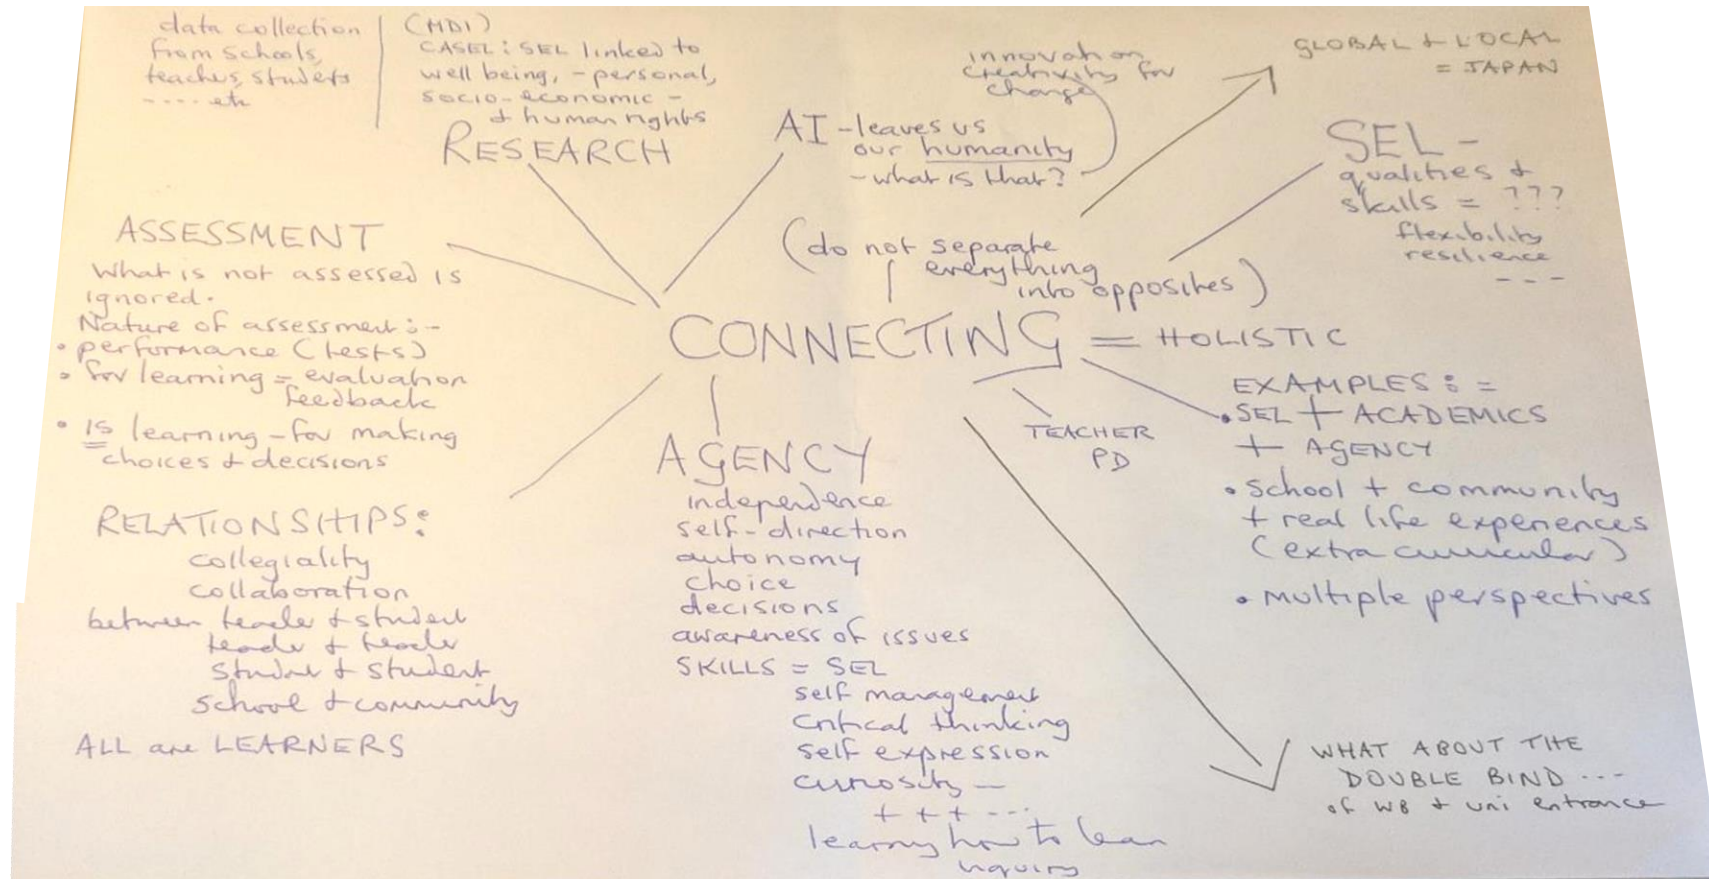 data collection
from schools,
teachers, students
..... etc
(HDI)
CASEL: SEL linked to
well being, - personal,
socio-economic -
+ human rights
RESEARCH
innovation
creativity for
change
AI - leaves us
our humanity
- what is that?
GLOBAL + LOCAL
= JAPAN
SEL -
qualities +
skills = ???
flexibility
resilience
---
ASSESSMENT
What is not assessed is
ignored.
Nature of assessment: -
• performance (tests)
• for learning = evaluation
feedback
• is learning - for making
choices + decisions
(do not separate
everything
into opposites)
CONNECTING = HOLISTIC
TEACHER
PD
EXAMPLES: =
• SEL + ACADEMICS
+ AGENCY
• school + community
+ real life experiences
(extra curricular)
• multiple perspectives
AGENCY
independence
self-direction
autonomy
choice
decisions
awareness of issues
SKILLS = SEL
self management
critical thinking
self expression
curiosity -
+ + + ...
learning how to learn
inquiry
RELATIONSHIPS:
collegiality
collaboration
between teacher + student
teacher + teacher
student + student
school + community
ALL are LEARNERS
WHAT ABOUT THE
DOUBLE BIND ...
of WB + uni entrance